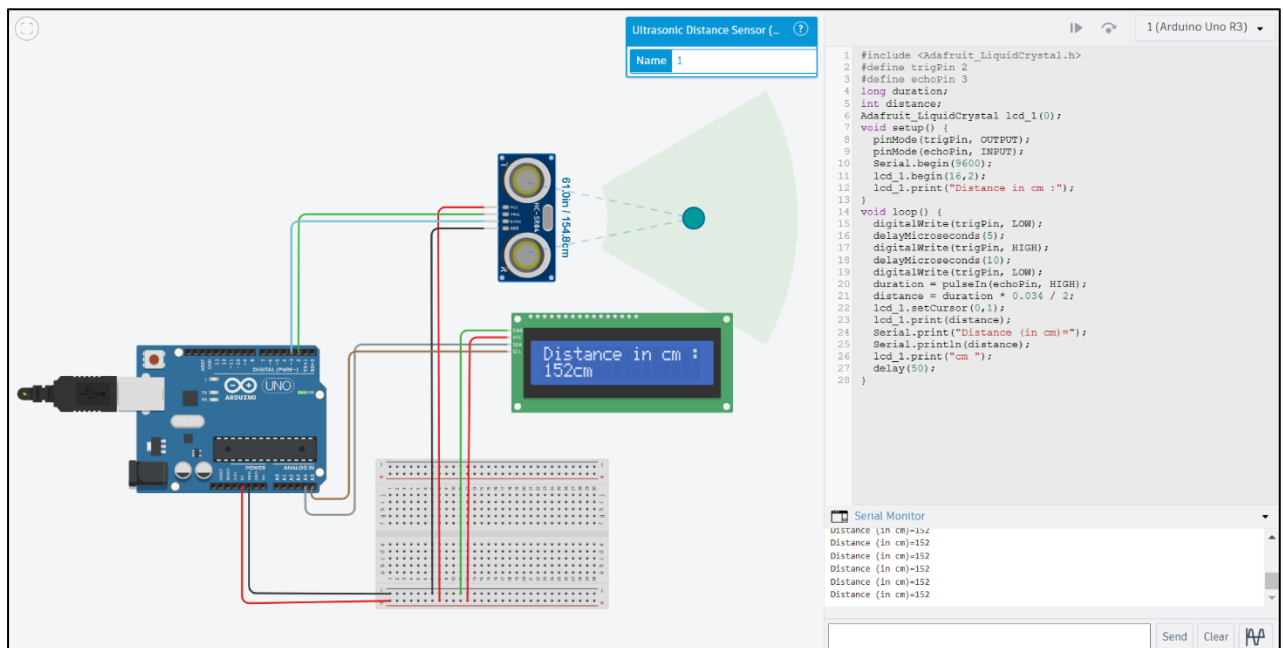 Ultrasonic Distance Sensor (...
?
Name 1
1 (Arduino Uno R3)
61.0in / 154.8cm
HC-SR04
VCC
TRIG
ECHO
GND
GND
VCC
SDA
SCL
Distance in cm :
152cm
DIGITAL (PWM~)
UNO
ARDUINO
POWER
ANALOG IN
1 #include <Adafruit_LiquidCrystal.h>
2 #define trigPin 2
3 #define echoPin 3
4 long duration;
5 int distance;
6 Adafruit_LiquidCrystal lcd_1(0);
7 void setup() {
8 pinMode(trigPin, OUTPUT);
9 pinMode(echoPin, INPUT);
10 Serial.begin(9600);
11 lcd_1.begin(16,2);
12 lcd_1.print("Distance in cm :");
13 }
14 void loop() {
15 digitalWrite(trigPin, LOW);
16 delayMicroseconds(5);
17 digitalWrite(trigPin, HIGH);
18 delayMicroseconds(10);
19 digitalWrite(trigPin, LOW);
20 duration = pulseIn(echoPin, HIGH);
21 distance = duration * 0.034 / 2;
22 lcd_1.setCursor(0,1);
23 lcd_1.print(distance);
24 Serial.print("Distance (in cm)=");
25 Serial.println(distance);
26 lcd_1.print("cm ");
27 delay(50);
28 }
Serial Monitor
Distance (in cm)=152
Distance (in cm)=152
Distance (in cm)=152
Distance (in cm)=152
Distance (in cm)=152
Distance (in cm)=152
Send
Clear